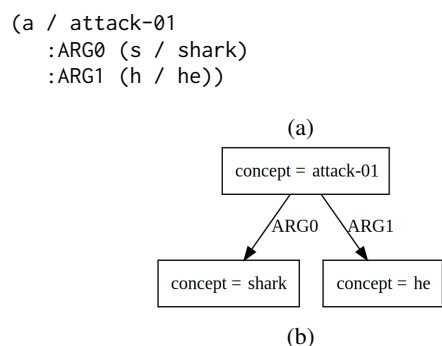 (a / attack-01
:ARG0 (s / shark)
:ARG1 (h / he))
(a)
concept = attack-01
ARG0 ARG1
concept = shark concept = he
(b)